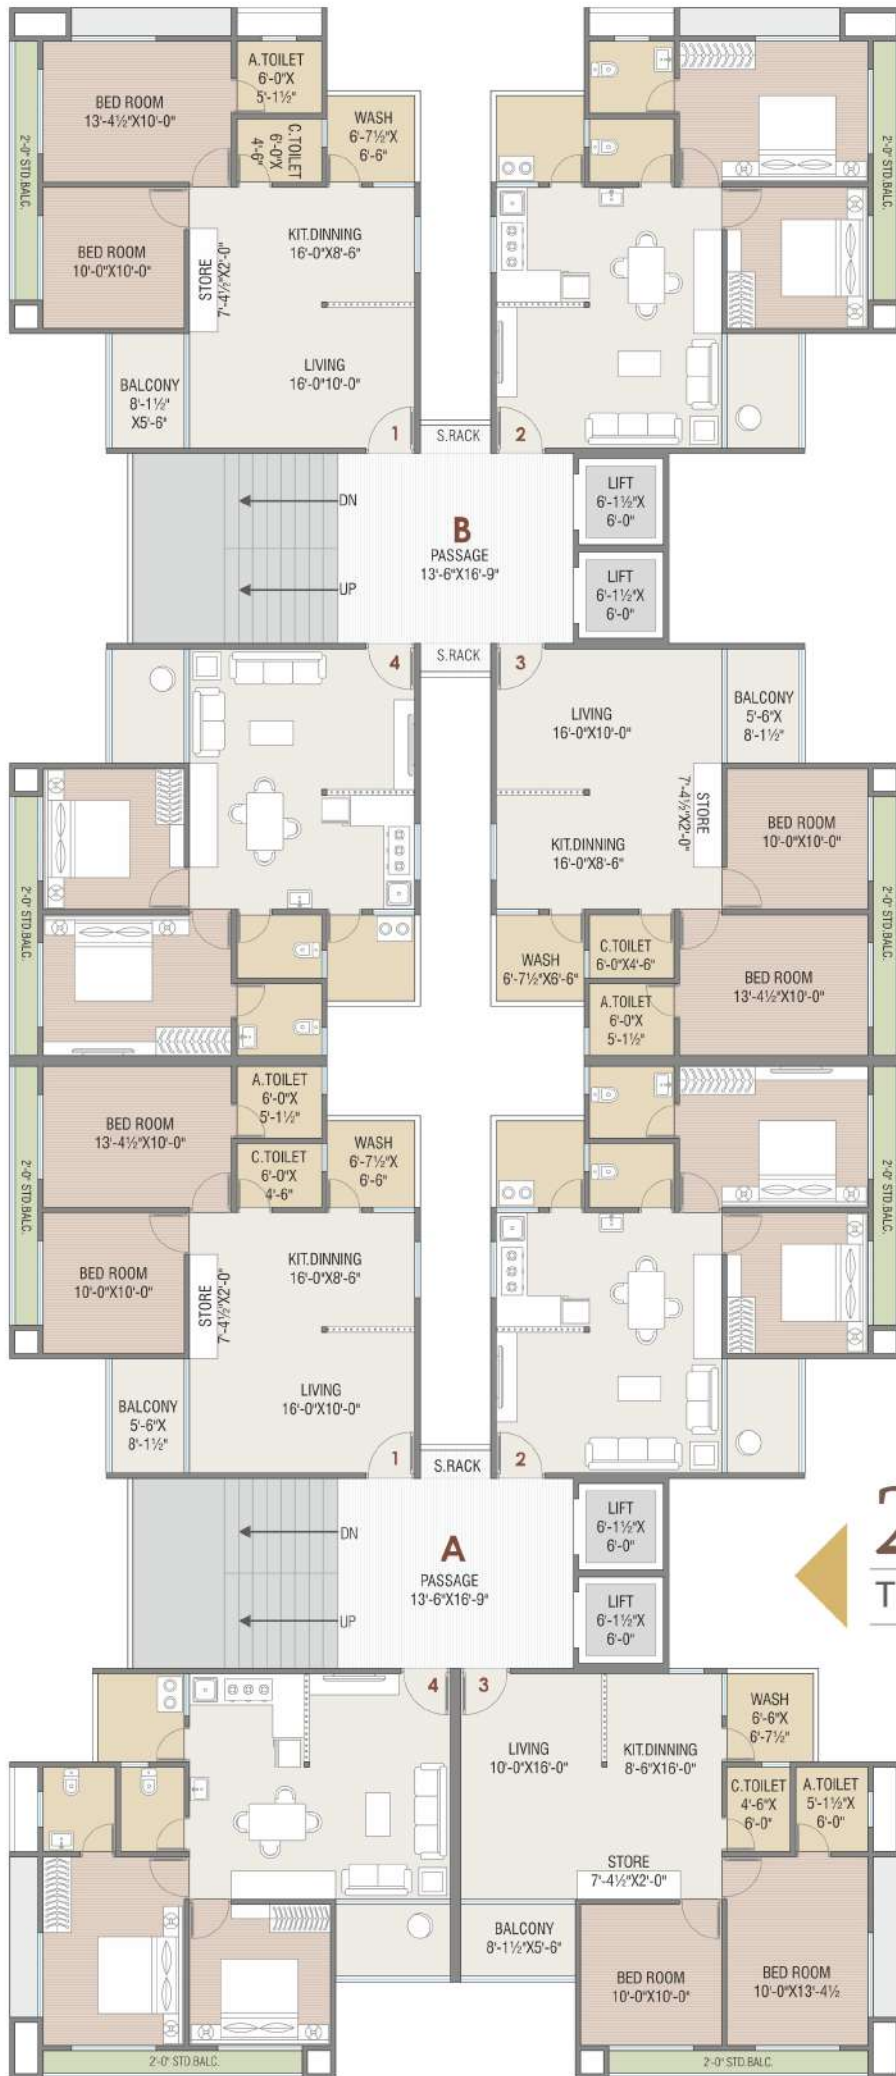 A.TOILET
6'-0"X
5'-1½"
BED ROOM
13'-4½"X10'-0"
WASH
6'-7½"X
6'-6"
C.TOILET
6'-0"X
4'-6"
2'-0" STD.BALC.
2'-0" STD.BALC.
BED ROOM
10'-0"X10'-0"
KIT.DINNING
16'-0"X8'-6"
STORE
7'-4½"X2'-0"
LIVING
16'-0"10'-0"
BALCONY
8'-1½"
X5'-6"
1
S.RACK
2
LIFT
6'-1½"X
6'-0"
DN
B
PASSAGE
13'-6"X16'-9"
LIFT
6'-1½"X
6'-0"
UP
4
S.RACK
3
LIVING
16'-0"X10'-0"
BALCONY
5'-6"X
8'-1½"
STORE
7'-4½"X2'-0"
BED ROOM
10'-0"X10'-0"
KIT.DINNING
16'-0"X8'-6"
2'-0" STD.BALC.
2'-0" STD.BALC.
WASH
6'-7½"X6'-6"
C.TOILET
6'-0"X4'-6"
BED ROOM
13'-4½"X10'-0"
A.TOILET
6'-0"X
5'-1½"
A.TOILET
6'-0"X
5'-1½"
BED ROOM
13'-4½"X10'-0"
C.TOILET
6'-0"X
4'-6"
WASH
6'-7½"X
6'-6"
2'-0" STD.BALC.
2'-0" STD.BALC.
BED ROOM
10'-0"X10'-0"
KIT.DINNING
16'-0"X8'-6"
STORE
7'-4½"X2'-0"
LIVING
16'-0"X10'-0"
BALCONY
5'-6"X
8'-1½"
1
S.RACK
2
LIFT
6'-1½"X
6'-0"
DN
A
PASSAGE
13'-6"X16'-9"
LIFT
6'-1½"X
6'-0"
UP
2
T
4
3
WASH
6'-6"X
6'-7½"
LIVING
10'-0"X16'-0"
KIT.DINNING
8'-6"X16'-0"
C.TOILET
4'-6"X
6'-0"
A.TOILET
5'-1½"X
6'-0"
STORE
7'-4½"X2'-0"
BALCONY
8'-1½"X5'-6"
BED ROOM
10'-0"X10'-0"
BED ROOM
10'-0"X13'-4½
2'-0" STD.BALC.
2'-0" STD.BALC.